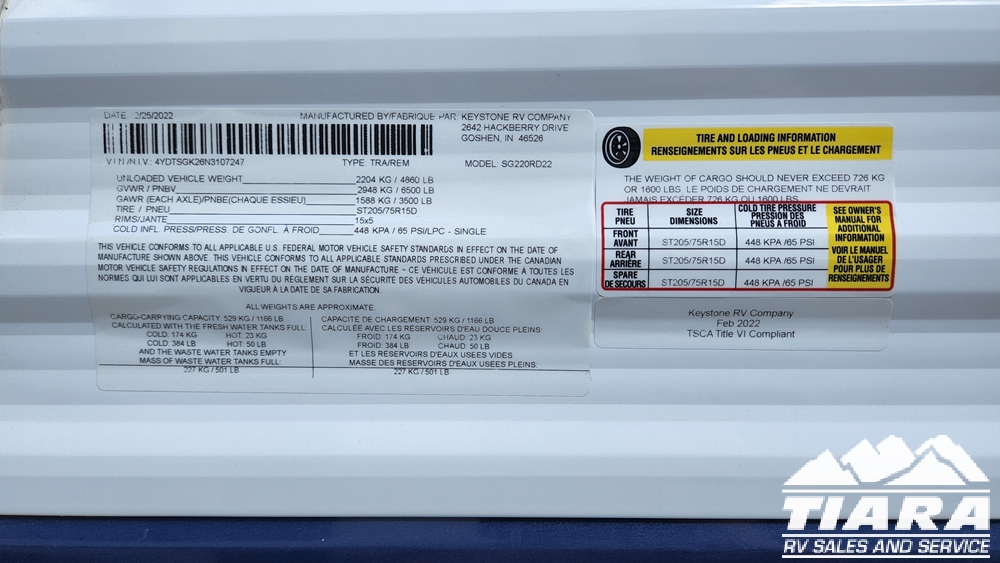 DATE 2/25/2022 MANUFACTURED BY/FABRIQUE PAR KEYSTONE RV COMPANY
2642 HACKBERRY DRIVE
GOSHEN, IN 46526
V I N / N I.V.: 4YDTSGK26N3107247 TYPE: TRA/REM MODEL: SG220RD22
UNLOADED VEHICLE WEIGHT 2204 KG / 4860 LB
GVWR / PNBV 2948 KG / 6500 LB
GAWR (EACH AXLE)/PNBE(CHAQUE ESSIEU) 1588 KG / 3500 LB
TIRE / PNEU ST205/75R15D
RIMS/JANTE 15x5
COLD INFL PRESS/PRESS. DE GONFL À FROID 448 KPA / 65 PSI/LPC - SINGLE
THIS VEHICLE CONFORMS TO ALL APPLICABLE U.S. FEDERAL MOTOR VEHICLE SAFETY STANDARDS IN EFFECT ON THE DATE OF
MANUFACTURE SHOWN ABOVE. THIS VEHICLE CONFORMS TO ALL APPLICABLE STANDARDS PRESCRIBED UNDER THE CANADIAN
MOTOR VEHICLE SAFETY REGULATIONS IN EFFECT ON THE DATE OF MANUFACTURE ~ CE VÉHICULE EST CONFORME À TOUTES LES
NORMES QUI LUI SONT APPLICABLES EN VERTU DU RÈGLEMENT SUR LA SÉCURITÉ DES VÉHICULES AUTOMOBILES DU CANADA EN
VIGUEUR À LA DATE DE SA FABRICATION.
ALL WEIGHTS ARE APPROXIMATE.
CARGO-CARRYING CAPACITY: 529 KG / 1166 LB
CALCULATED WITH THE FRESH WATER TANKS FULL
COLD: 174 KG HOT: 23 KG
COLD: 384 LB HOT: 50 LB
AND THE WASTE WATER TANKS EMPTY
MASS OF WASTE WATER TANKS FULL:
227 KG / 501 LB
CAPACITE DE CHARGEMENT: 529 KG / 1166 LB
CALCULÉE AVEC LES RÉSERVOIRS D'EAU DOUCE PLEINS:
FROID: 174 KG CHAUD: 23 KG
FROID: 384 LB CHAUD: 50 LB
ET LES RÉSERVOIRS D'EAUX USEES VIDES
MASSE DES RÉSERVOIRS D'EAUX USÉES PLEINS:
227 KG / 501 LB
TIRE AND LOADING INFORMATION
RENSEIGNEMENTS SUR LES PNEUS ET LE CHARGEMENT
THE WEIGHT OF CARGO SHOULD NEVER EXCEED 726 KG
OR 1600 LBS. LE POIDS DE CHARGEMENT NE DEVRAIT
JAMAIS EXCÉDER 726 KG OU 1600 LBS
TIRE SIZE COLD TIRE PRESSURE
PNEU DIMENSIONS PRESSION DES
PNEUS À FROID
FRONT
AVANT ST205/75R15D 448 KPA /65 PSI
REAR
ARRIÈRE ST205/75R15D 448 KPA /65 PSI
SPARE
DE SECOURS ST205/75R15D 448 KPA /65 PSI
SEE OWNER'S
MANUAL FOR
ADDITIONAL
INFORMATION
VOIR LE MANUEL
DE L'USAGER
POUR PLUS DE
RENSEIGNEMENTS
Keystone RV Company
Feb 2022
TSCA Title VI Compliant
TIARA
RV SALES AND SERVICE